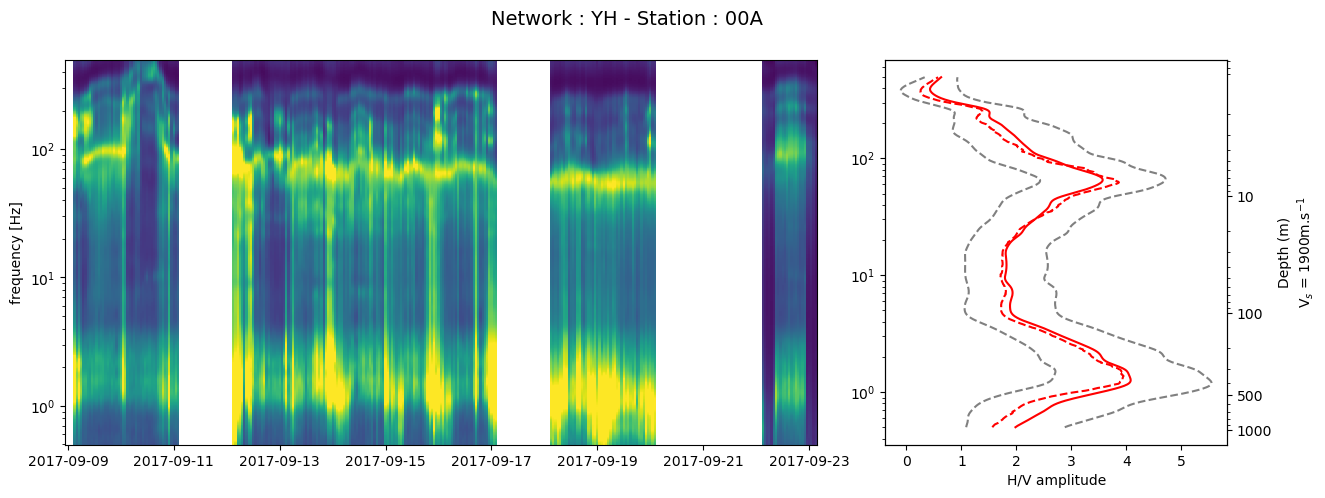 Network : YH - Station : 00A
frequency [Hz]
10²
10¹
10⁰
2017-09-09 2017-09-11 2017-09-13 2017-09-15 2017-09-17 2017-09-19 2017-09-21 2017-09-23
10²
10¹
10⁰
0 1 2 3 4 5
H/V amplitude
10
100
500
1000
Depth (m)
Vₛ = 1900m.s⁻¹